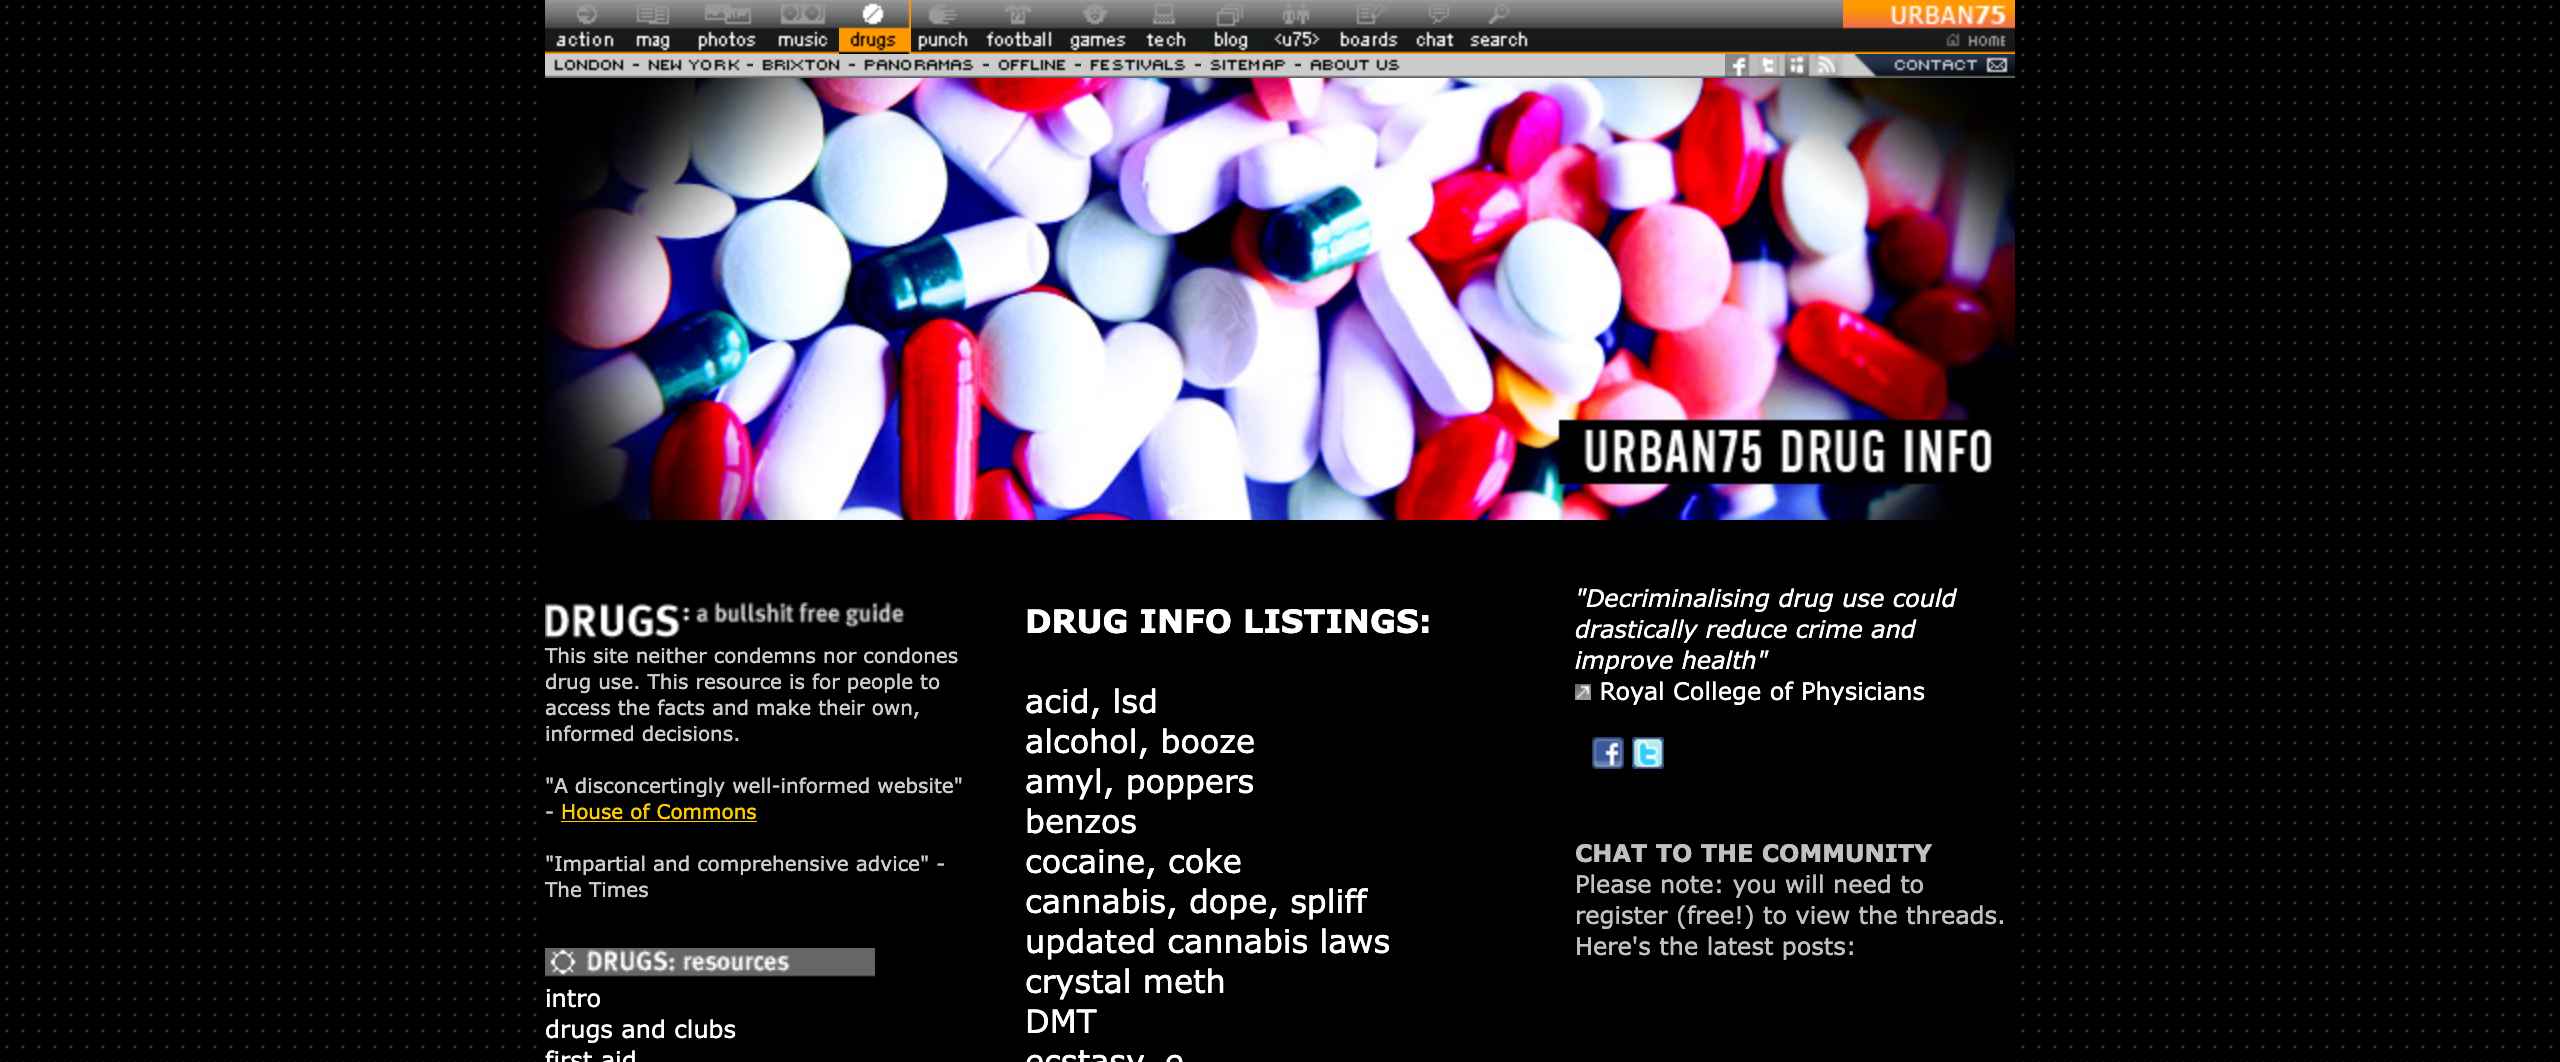 URBAN75
action mag photos music drugs punch football games tech blog <u75> boards chat search
HOME
LONDON - NEW YORK - BRIXTON - PANORAMAS - OFFLINE - FESTIVALS - SITEMAP - ABOUT US
CONTACT
URBAN75 DRUG INFO
DRUGS: a bullshit free guide
This site neither condemns nor condones
drug use. This resource is for people to
access the facts and make their own,
informed decisions.
"A disconcertingly well-informed website"
- House of Commons
"Impartial and comprehensive advice" -
The Times
DRUGS: resources
intro
drugs and clubs
first aid
DRUG INFO LISTINGS:
acid, lsd
alcohol, booze
amyl, poppers
benzos
cocaine, coke
cannabis, dope, spliff
updated cannabis laws
crystal meth
DMT
ecstasy, e
"Decriminalising drug use could
drastically reduce crime and
improve health"
Royal College of Physicians
CHAT TO THE COMMUNITY
Please note: you will need to
register (free!) to view the threads.
Here's the latest posts: